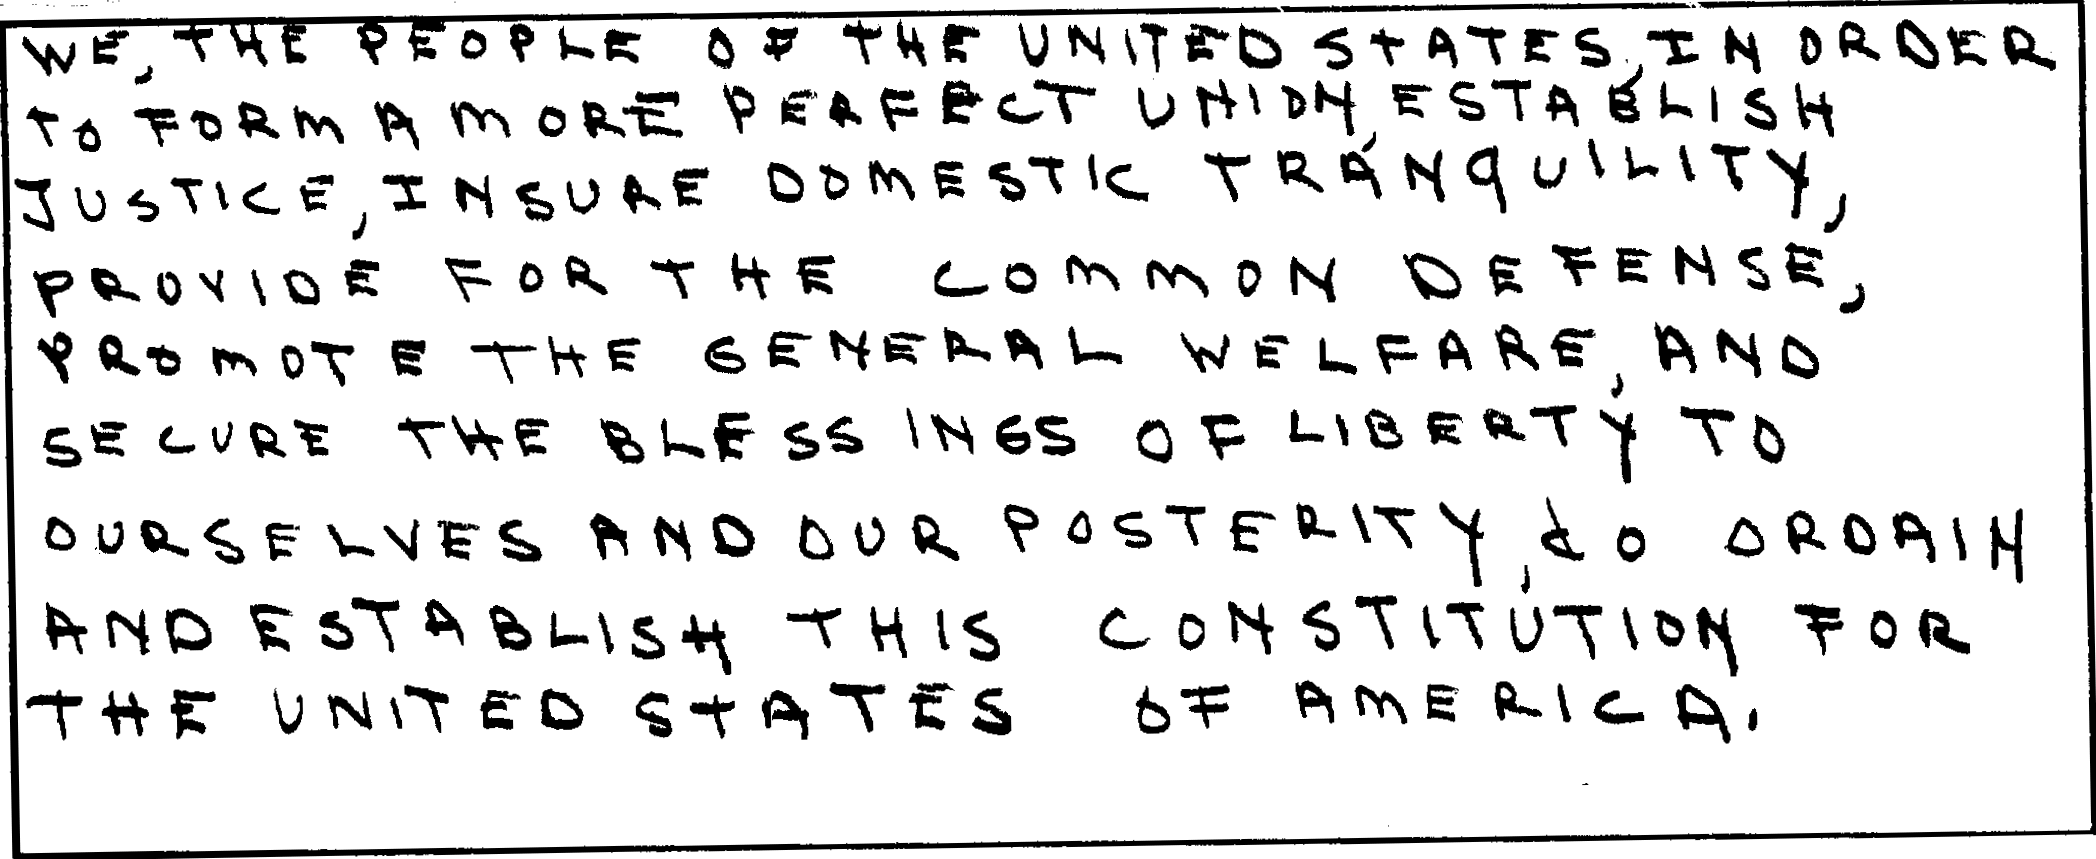 WE, THE PEOPLE OF THE UNITED STATES, IN ORDER
TO FORM A MORE PERFECT UNION, ESTABLISH
JUSTICE, INSURE DOMESTIC TRANQUILITY,
PROVIDE FOR THE COMMON DEFENSE,
PROMOTE THE GENERAL WELFARE, AND
SECURE THE BLESSINGS OF LIBERTY TO
OURSELVES AND OUR POSTERITY, do ORDAIN
AND ESTABLISH THIS CONSTITUTION FOR
THE UNITED STATES OF AMERICA.